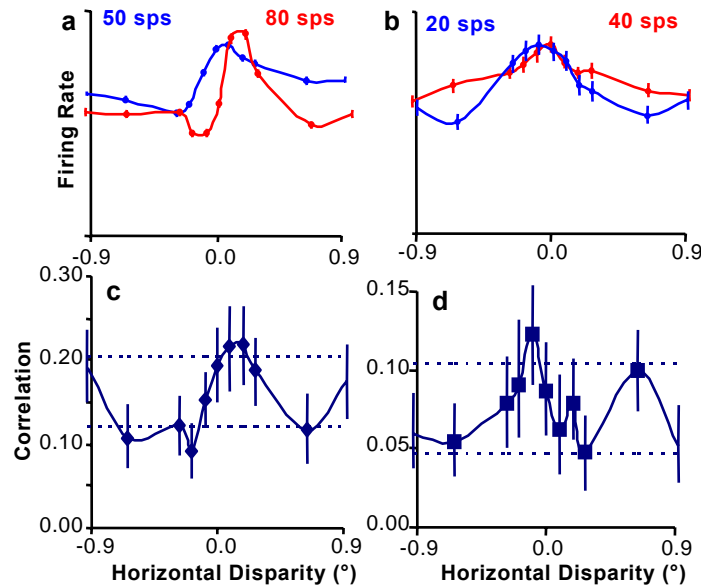 a 50 sps 80 sps
b 20 sps 40 sps
Firing Rate
-0.9 0.0 0.9
-0.9 0.0 0.9
c
0.30
0.20
0.10
0.00
Correlation
-0.9 0.0 0.9
Horizontal Disparity (°)
d
0.15
0.10
0.05
0.00
-0.9 0.0 0.9
Horizontal Disparity (°)